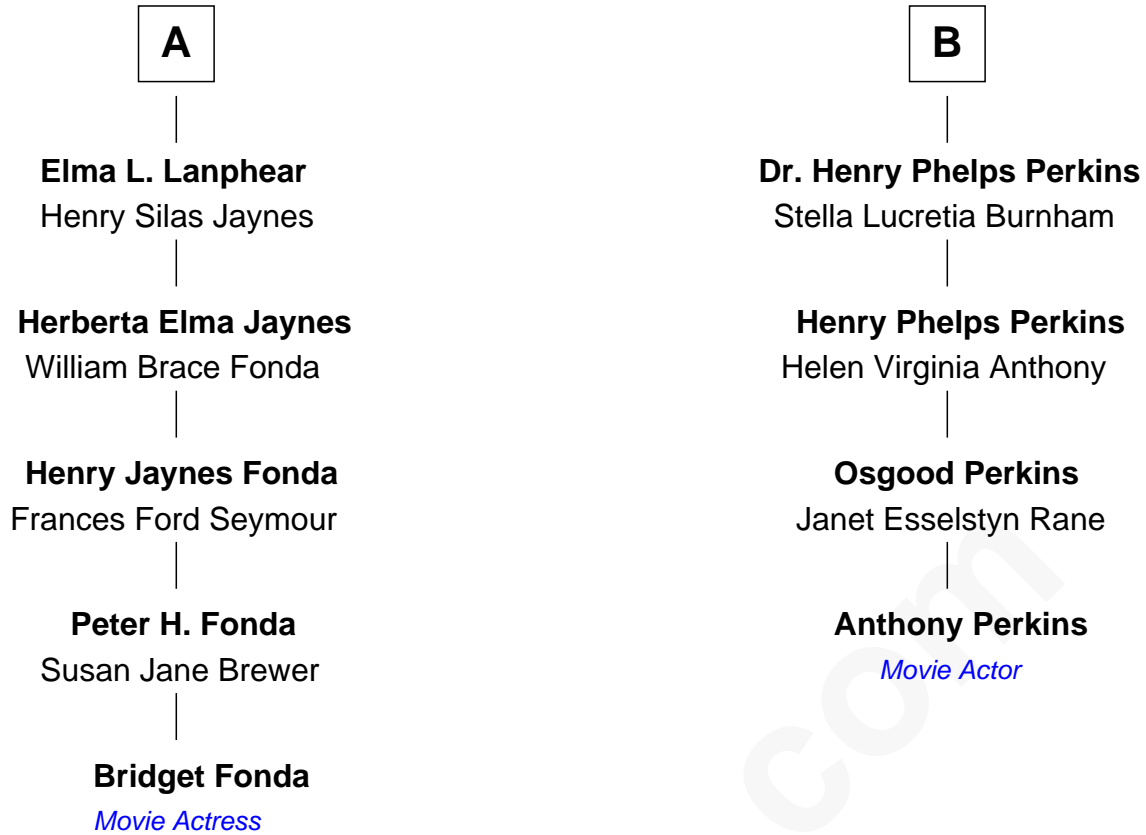 A
Elma L. Lanphear
Henry Silas Jaynes
Herberta Elma Jaynes
William Brace Fonda
Henry Jaynes Fonda
Frances Ford Seymour
Peter H. Fonda
Susan Jane Brewer
Bridget Fonda
Movie Actress
B
Dr. Henry Phelps Perkins
Stella Lucretia Burnham
Henry Phelps Perkins
Helen Virginia Anthony
Osgood Perkins
Janet Esselstyn Rane
Anthony Perkins
Movie Actor
com